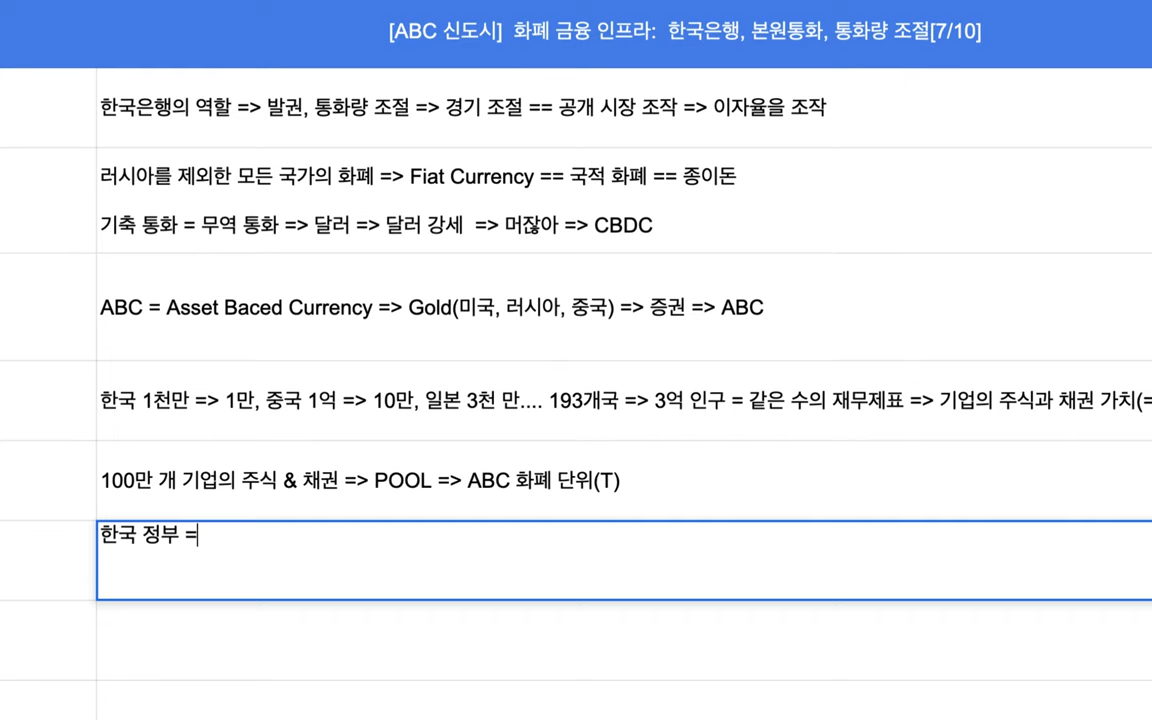 [ABC 신도시]  화폐 금융 인프라:  한국은행, 본원통화, 통화량 조절[7/10]
한국은행의 역할 => 발권, 통화량 조절 => 경기 조절 == 공개 시장 조작 => 이자율을 조작
러시아를 제외한 모든 국가의 화폐 => Fiat Currency == 국적 화폐 == 종이돈
기축 통화 = 무역 통화 => 달러 => 달러 강세  => 머잖아 => CBDC
ABC = Asset Baced Currency => Gold(미국, 러시아, 중국) => 증권 => ABC
한국 1천만 => 1만, 중국 1억 => 10만, 일본 3천 만.... 193개국 => 3억 인구 = 같은 수의 재무제표 => 기업의 주식과 채권 가치(=
100만 개 기업의 주식 & 채권 => POOL => ABC 화폐 단위(T)
한국 정부 =